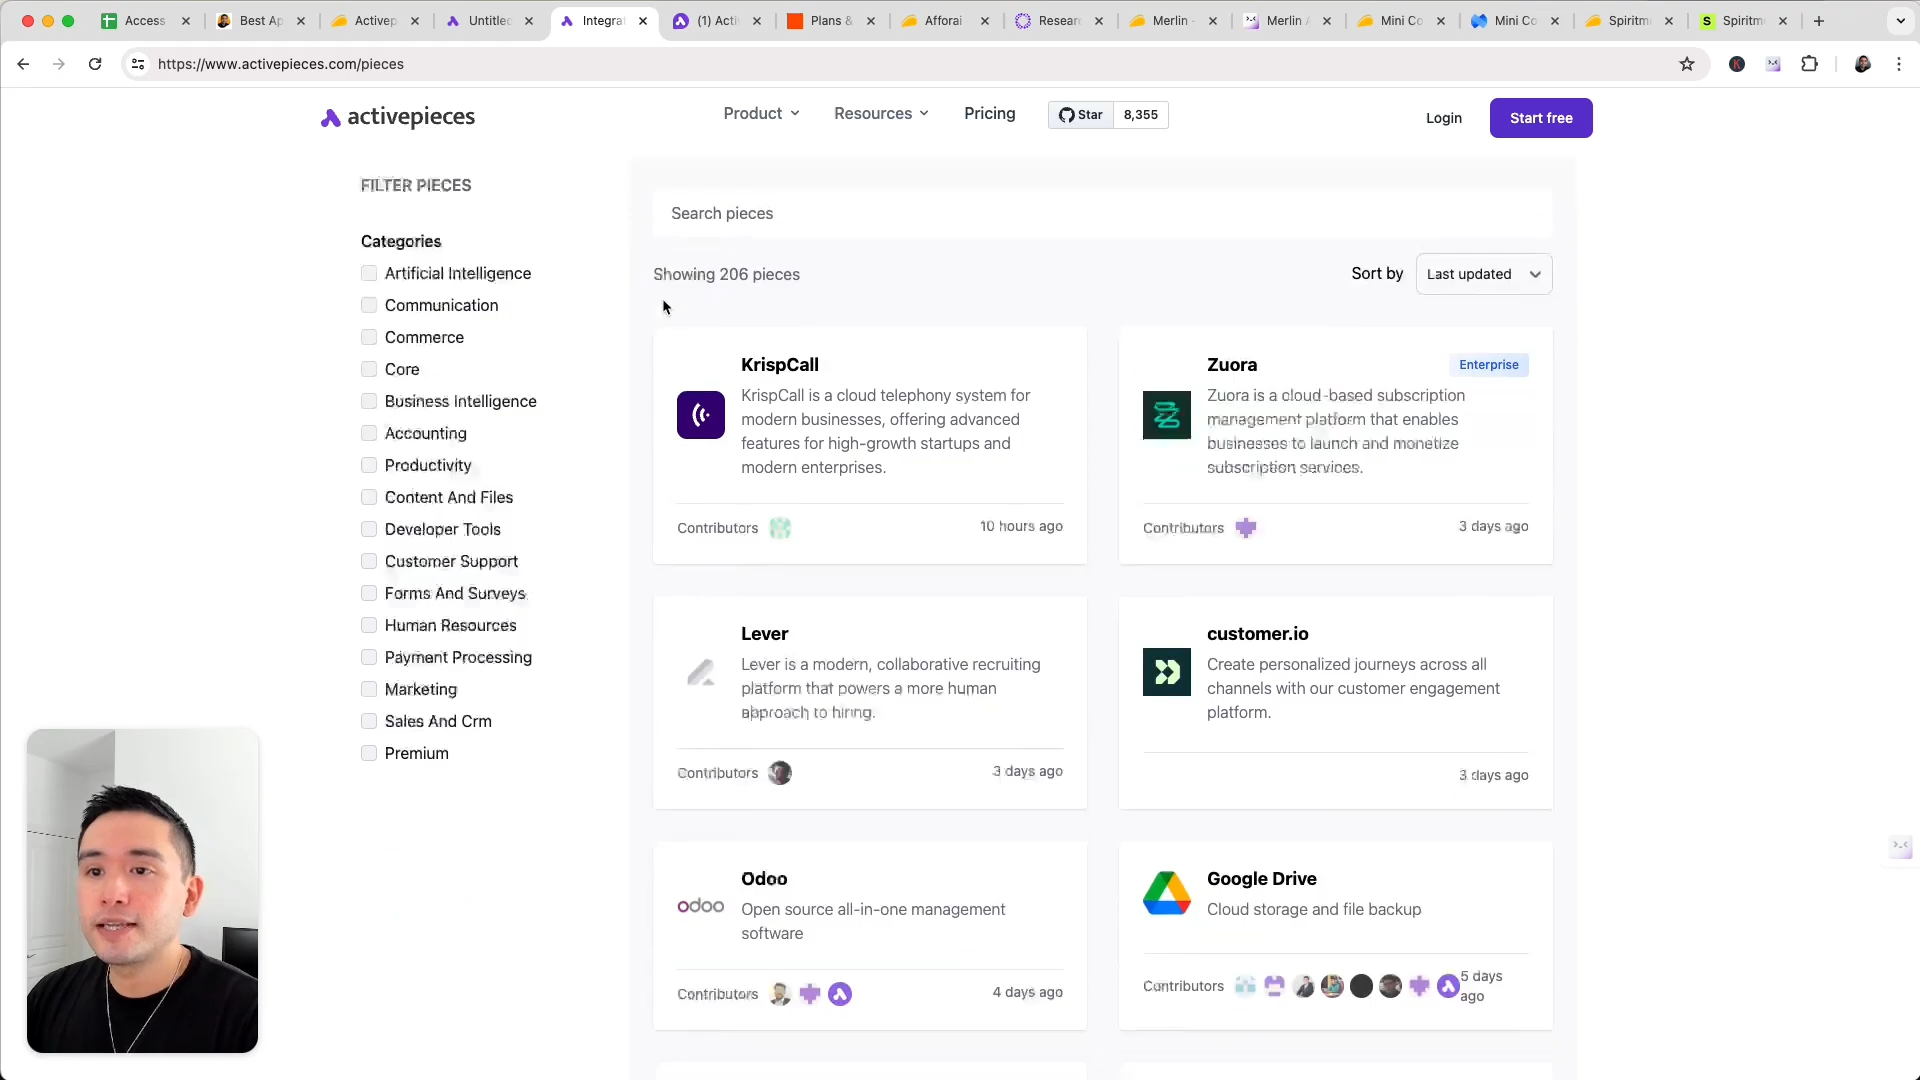 Access
Best Ap
Activep
Untitled
Integrat
(1) Acti
Plans &
Afforai
Resear
Merlin -
Merlin A
Mini Co
Mini Co
Spiritme
Spiritme
https://www.activepieces.com/pieces
activepieces
Product
Resources
Pricing
Star 8,355
Login
Start free
FILTER PIECES
Categories
Artificial Intelligence
Communication
Commerce
Core
Business Intelligence
Accounting
Productivity
Content And Files
Developer Tools
Customer Support
Forms And Surveys
Human Resources
Payment Processing
Marketing
Sales And Crm
Premium
Search pieces
Showing 206 pieces
Sort by
Last updated
KrispCall
KrispCall is a cloud telephony system for
modern businesses, offering advanced
features for high-growth startups and
modern enterprises.
Contributors
10 hours ago
Zuora
Enterprise
Zuora is a cloud-based subscription
management platform that enables
businesses to launch and monetize
subscription services.
Contributors
3 days ago
Lever
Lever is a modern, collaborative recruiting
platform that powers a more human
approach to hiring.
Contributors
3 days ago
customer.io
Create personalized journeys across all
channels with our customer engagement
platform.
3 days ago
odoo
Odoo
Open source all-in-one management
software
Contributors
4 days ago
Google Drive
Cloud storage and file backup
Contributors
5 days
ago